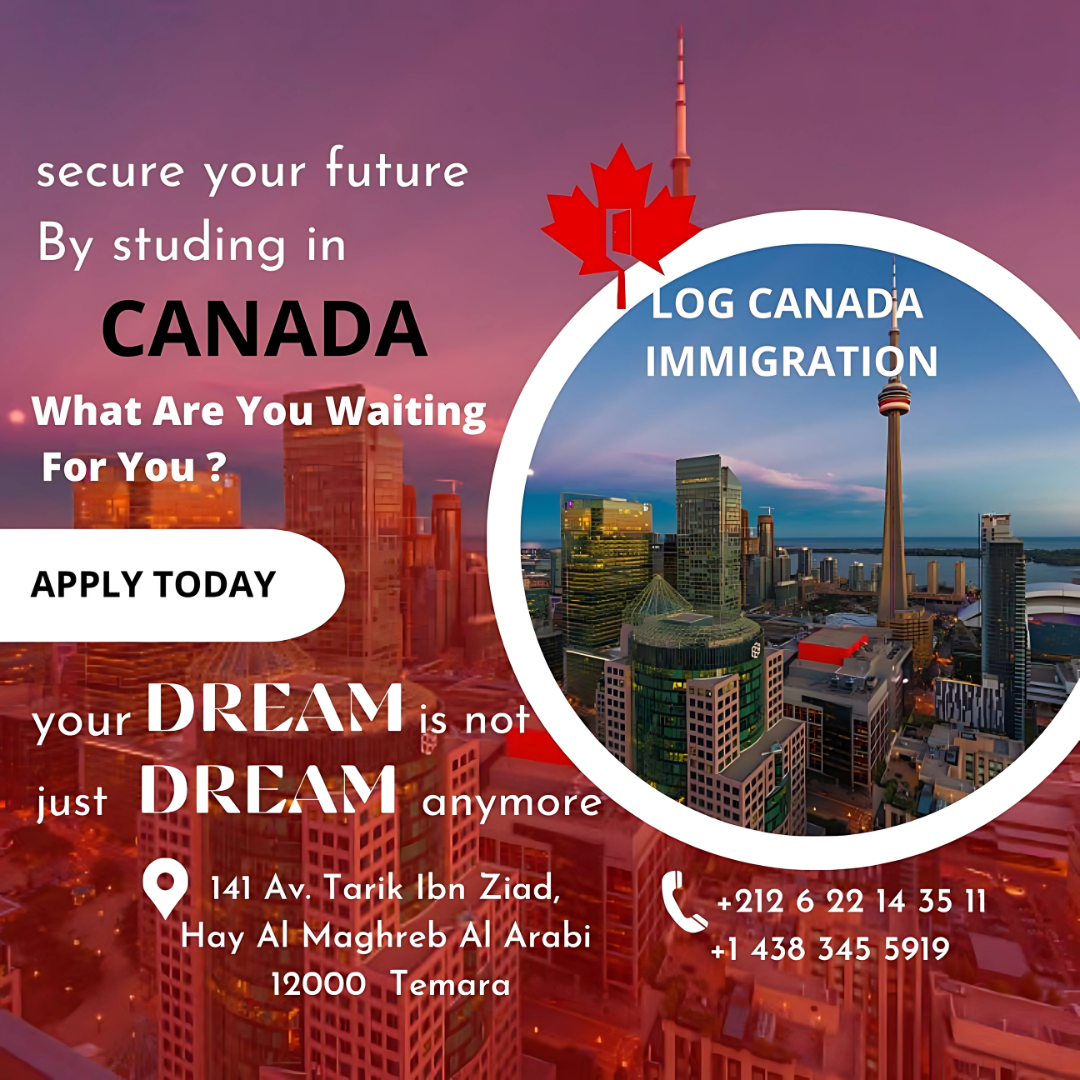 secure your future
By studing in
CANADA
What Are You Waiting
For You ?
APPLY TODAY
your DREAM is not
just DREAM anymore
LOG CANADA
IMMIGRATION
141 Av. Tarik Ibn Ziad,
Hay Al Maghreb Al Arabi
12000 Temara
+212 6 22 14 35 11
+1 438 345 5919